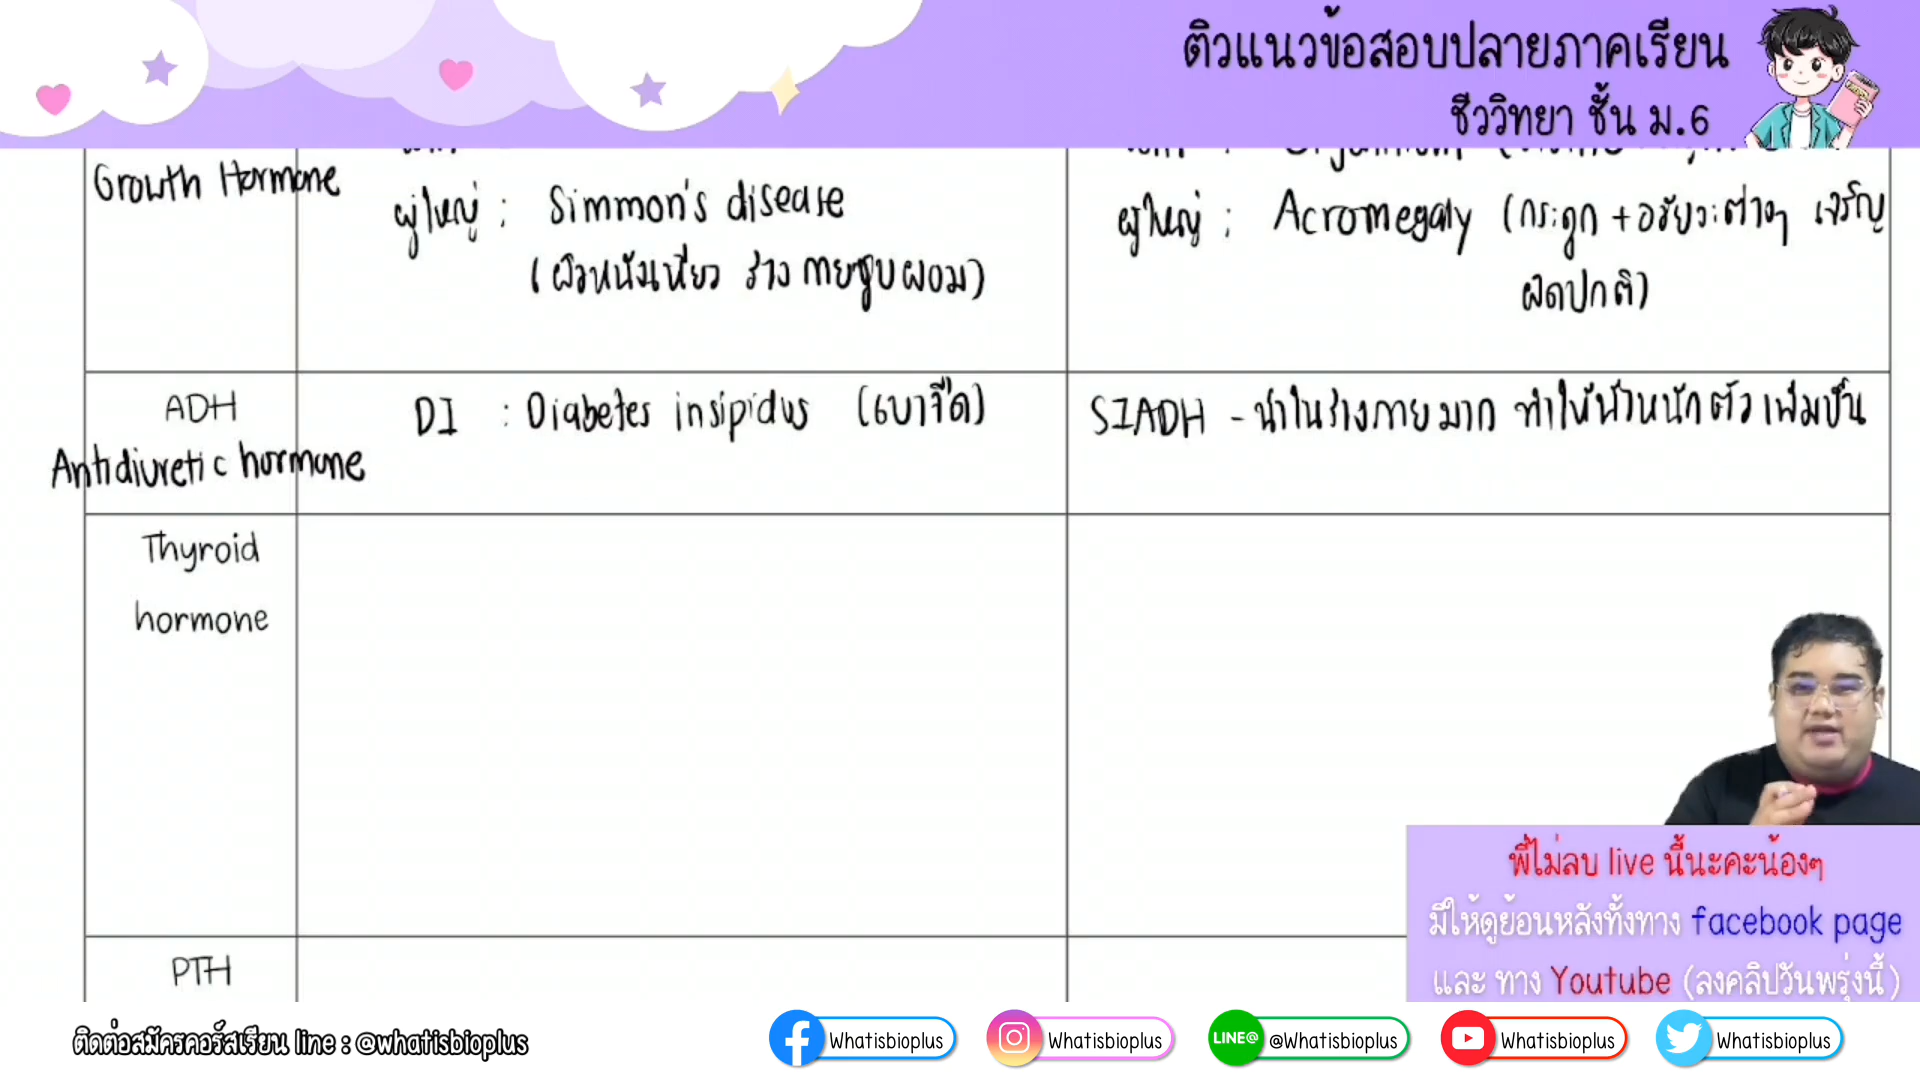 ติวแนวข้อสอบปลายภาคเรียน
ชีววิทยา ชั้น ม.6
Growth Hormone
ผู้ใหญ่ : Simmon's disease
(ผิวหนังเหี่ยว ร่างกายซูบผอม)
ผู้ใหญ่ : Acromegaly (กระดูก + อวัยวะต่างๆ เจริญ
ผิดปกติ)
ADH
Antidiuretic hormone
DI : Diabetes insipidus (เบาจืด)
SIADH - น้ำในร่างกายมาก ทำให้น้ำหนักตัวเพิ่มขึ้น
Thyroid
hormone
PTH
พี่ไม่ลบ live นี้นะคะน้องๆ
มีให้ดูย้อนหลังทั้งทาง facebook page
และ ทาง Youtube (ลงคลิปวันพรุ่งนี้)
ติดต่อสมัครคอร์สเรียน line : @whatisbioplus
Whatisbioplus
Whatisbioplus
LINE@ @Whatisbioplus
Whatisbioplus
Whatisbioplus